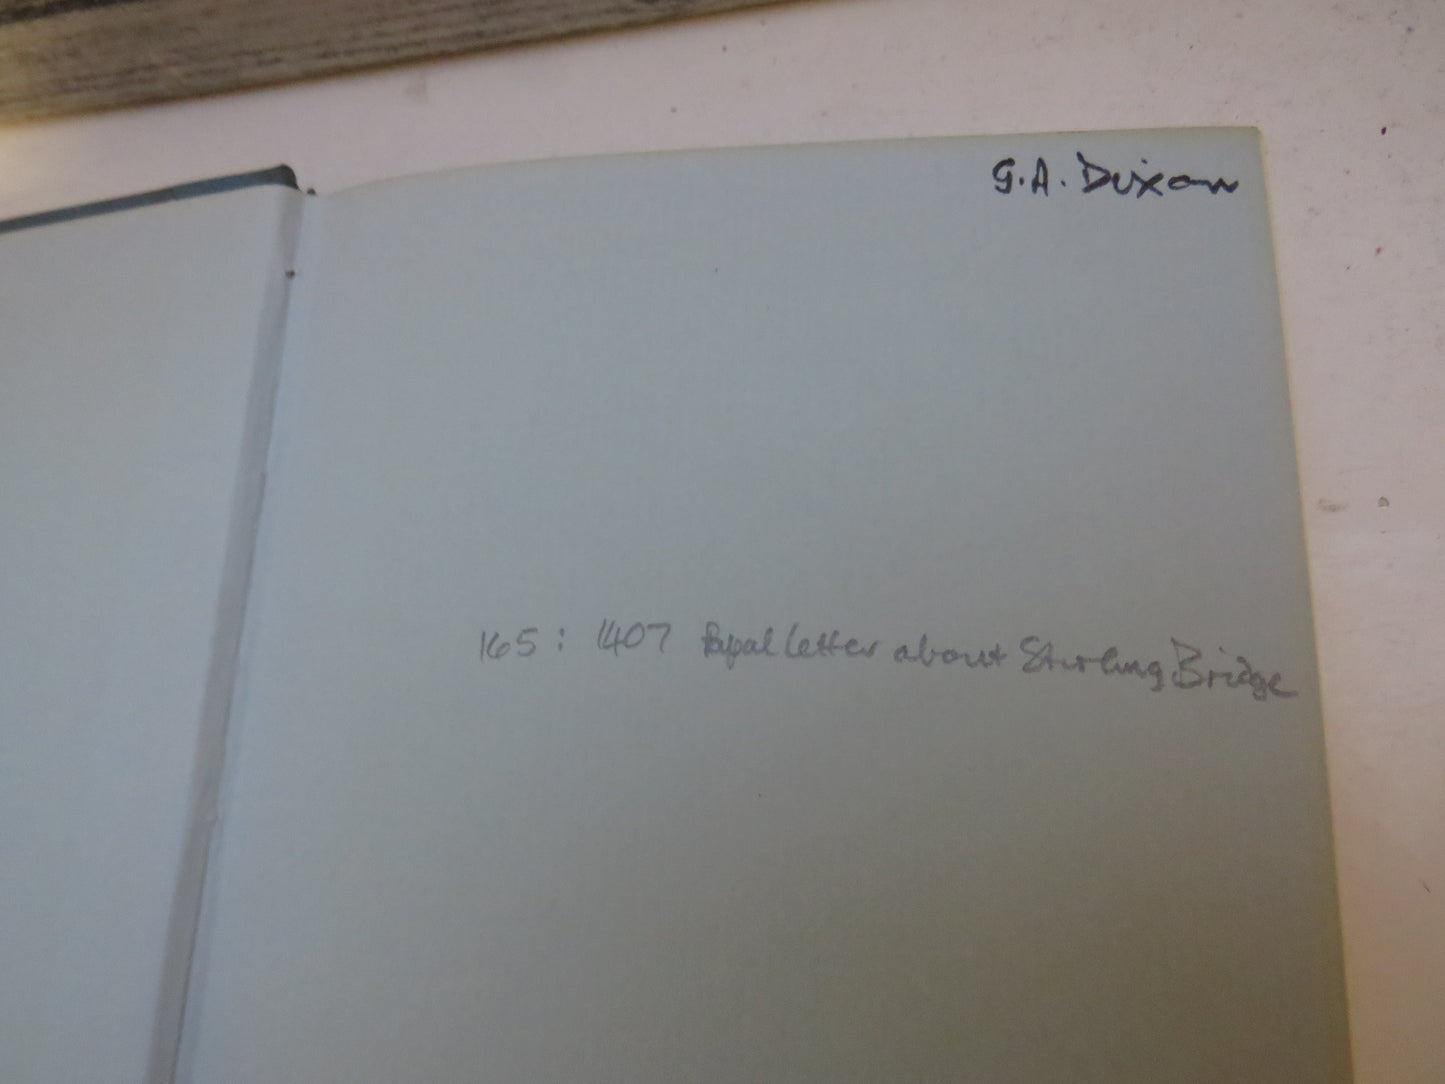 G.A. Dixon
165: 1407 Papal letter about Stirling Bridge